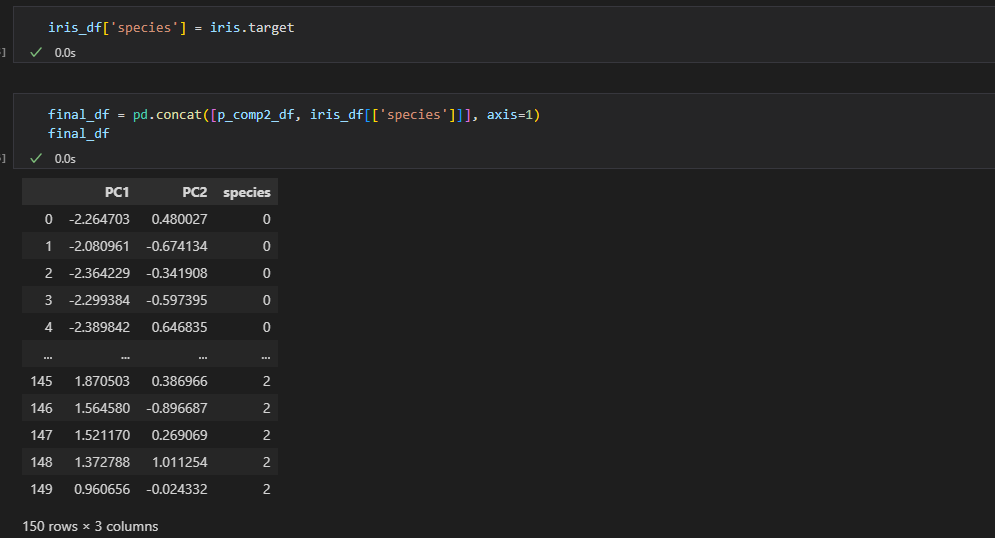 iris_df['species'] = iris.target
] ✓ 0.0s
final_df = pd.concat([p_comp2_df, iris_df[['species']]], axis=1)
final_df
] ✓ 0.0s
PC1 PC2 species
0 -2.264703 0.480027 0
1 -2.080961 -0.674134 0
2 -2.364229 -0.341908 0
3 -2.299384 -0.597395 0
4 -2.389842 0.646835 0
... ... ... ...
145 1.870503 0.386966 2
146 1.564580 -0.896687 2
147 1.521170 0.269069 2
148 1.372788 1.011254 2
149 0.960656 -0.024332 2
150 rows × 3 columns